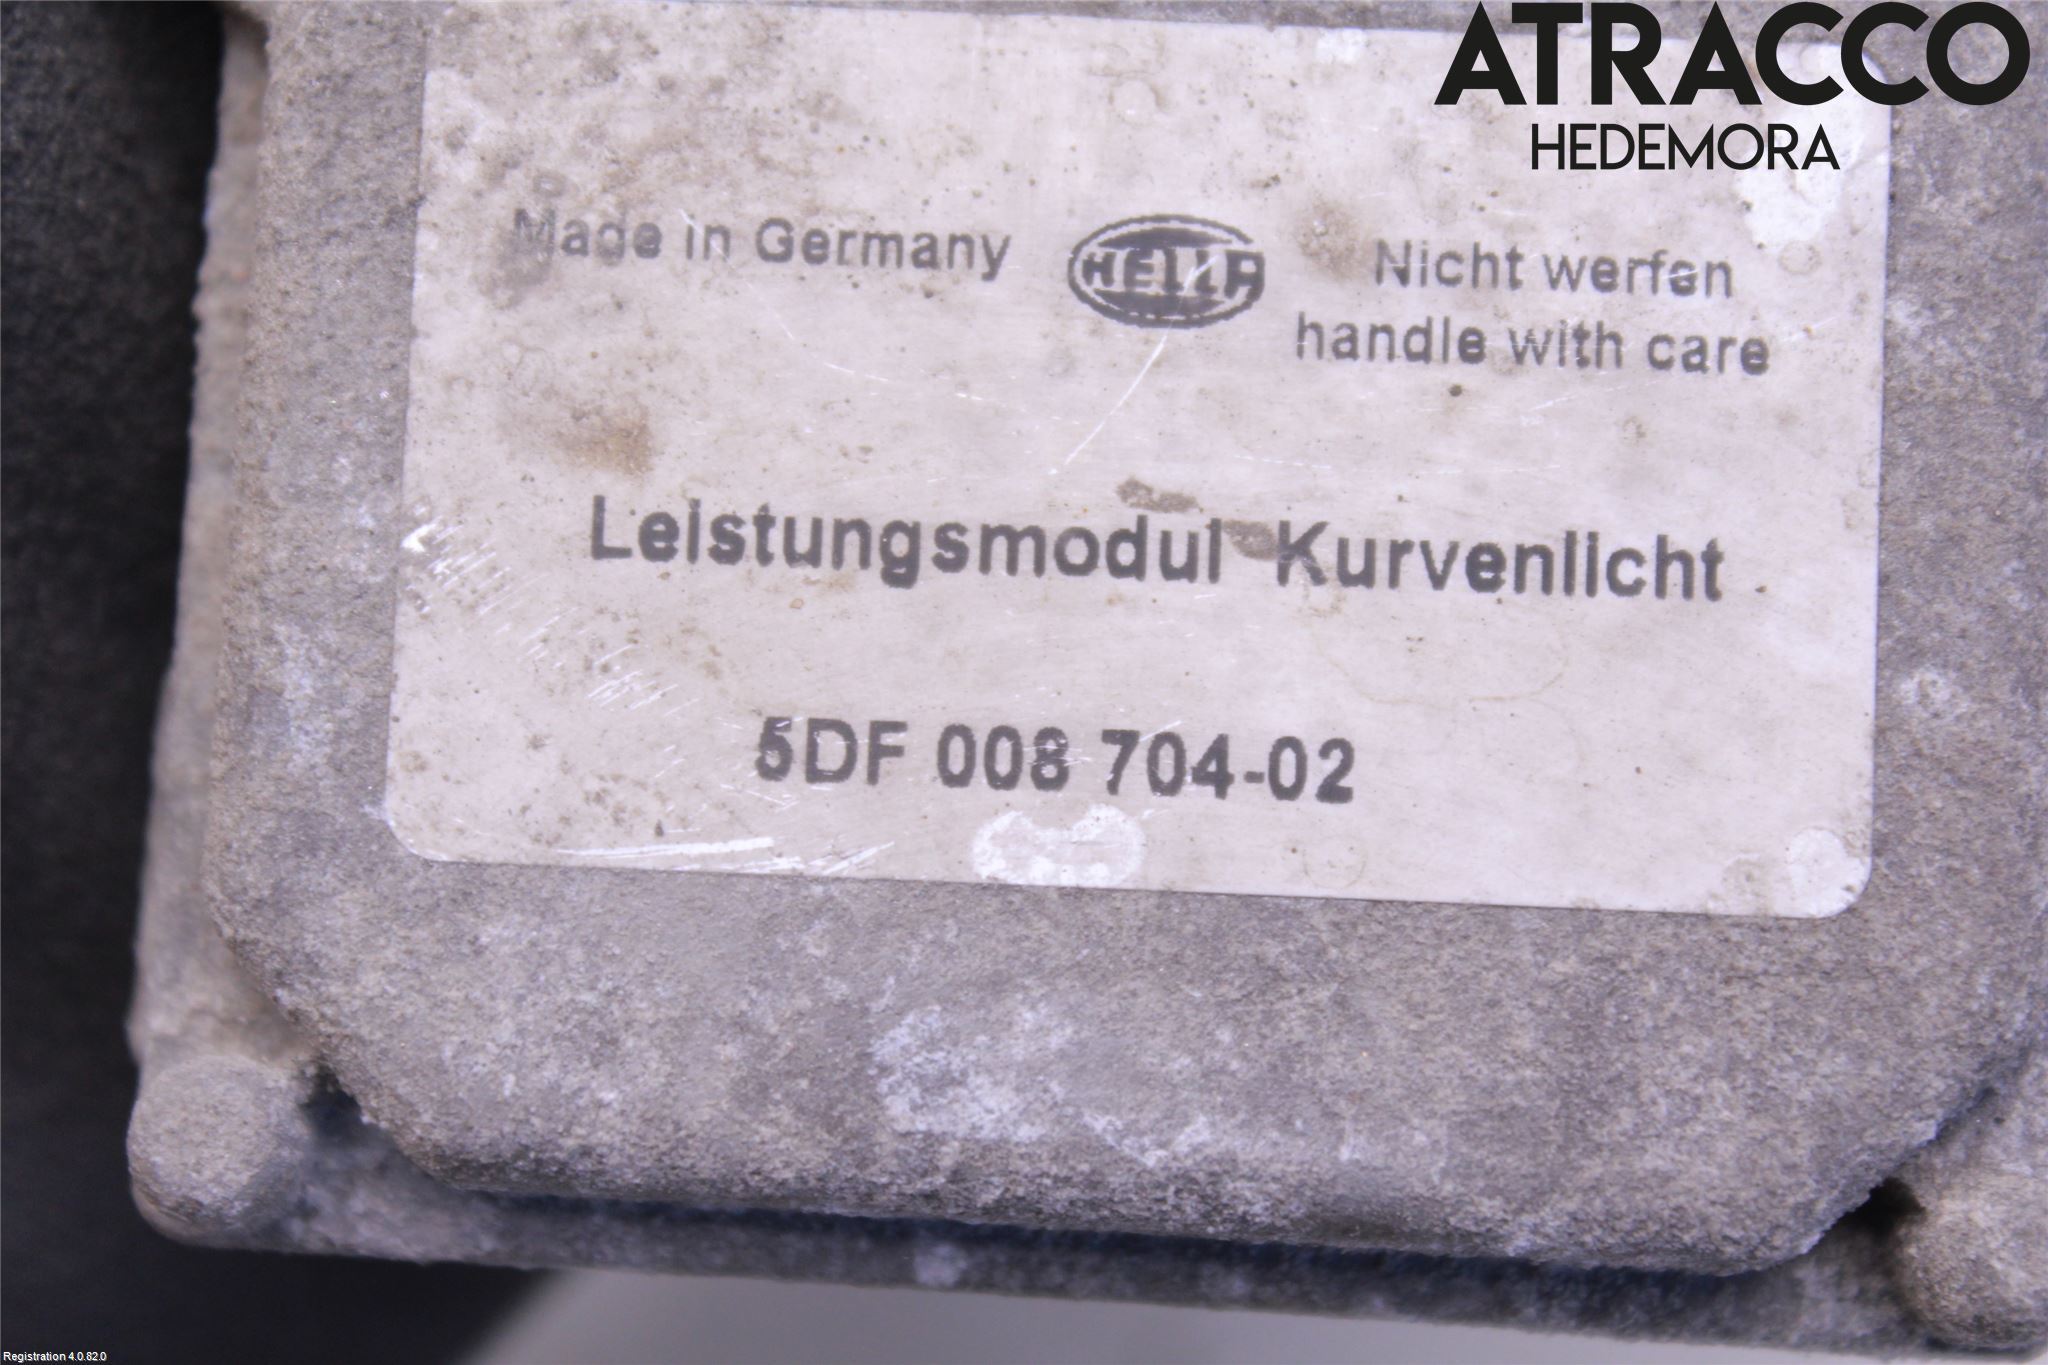 ATRACCO
HEDEMORA
Made in Germany
HELLA
Nicht werfen
handle with care
Leistungsmodul Kurvenlicht
5DF 008 704-02
Registration 4.0.82.0